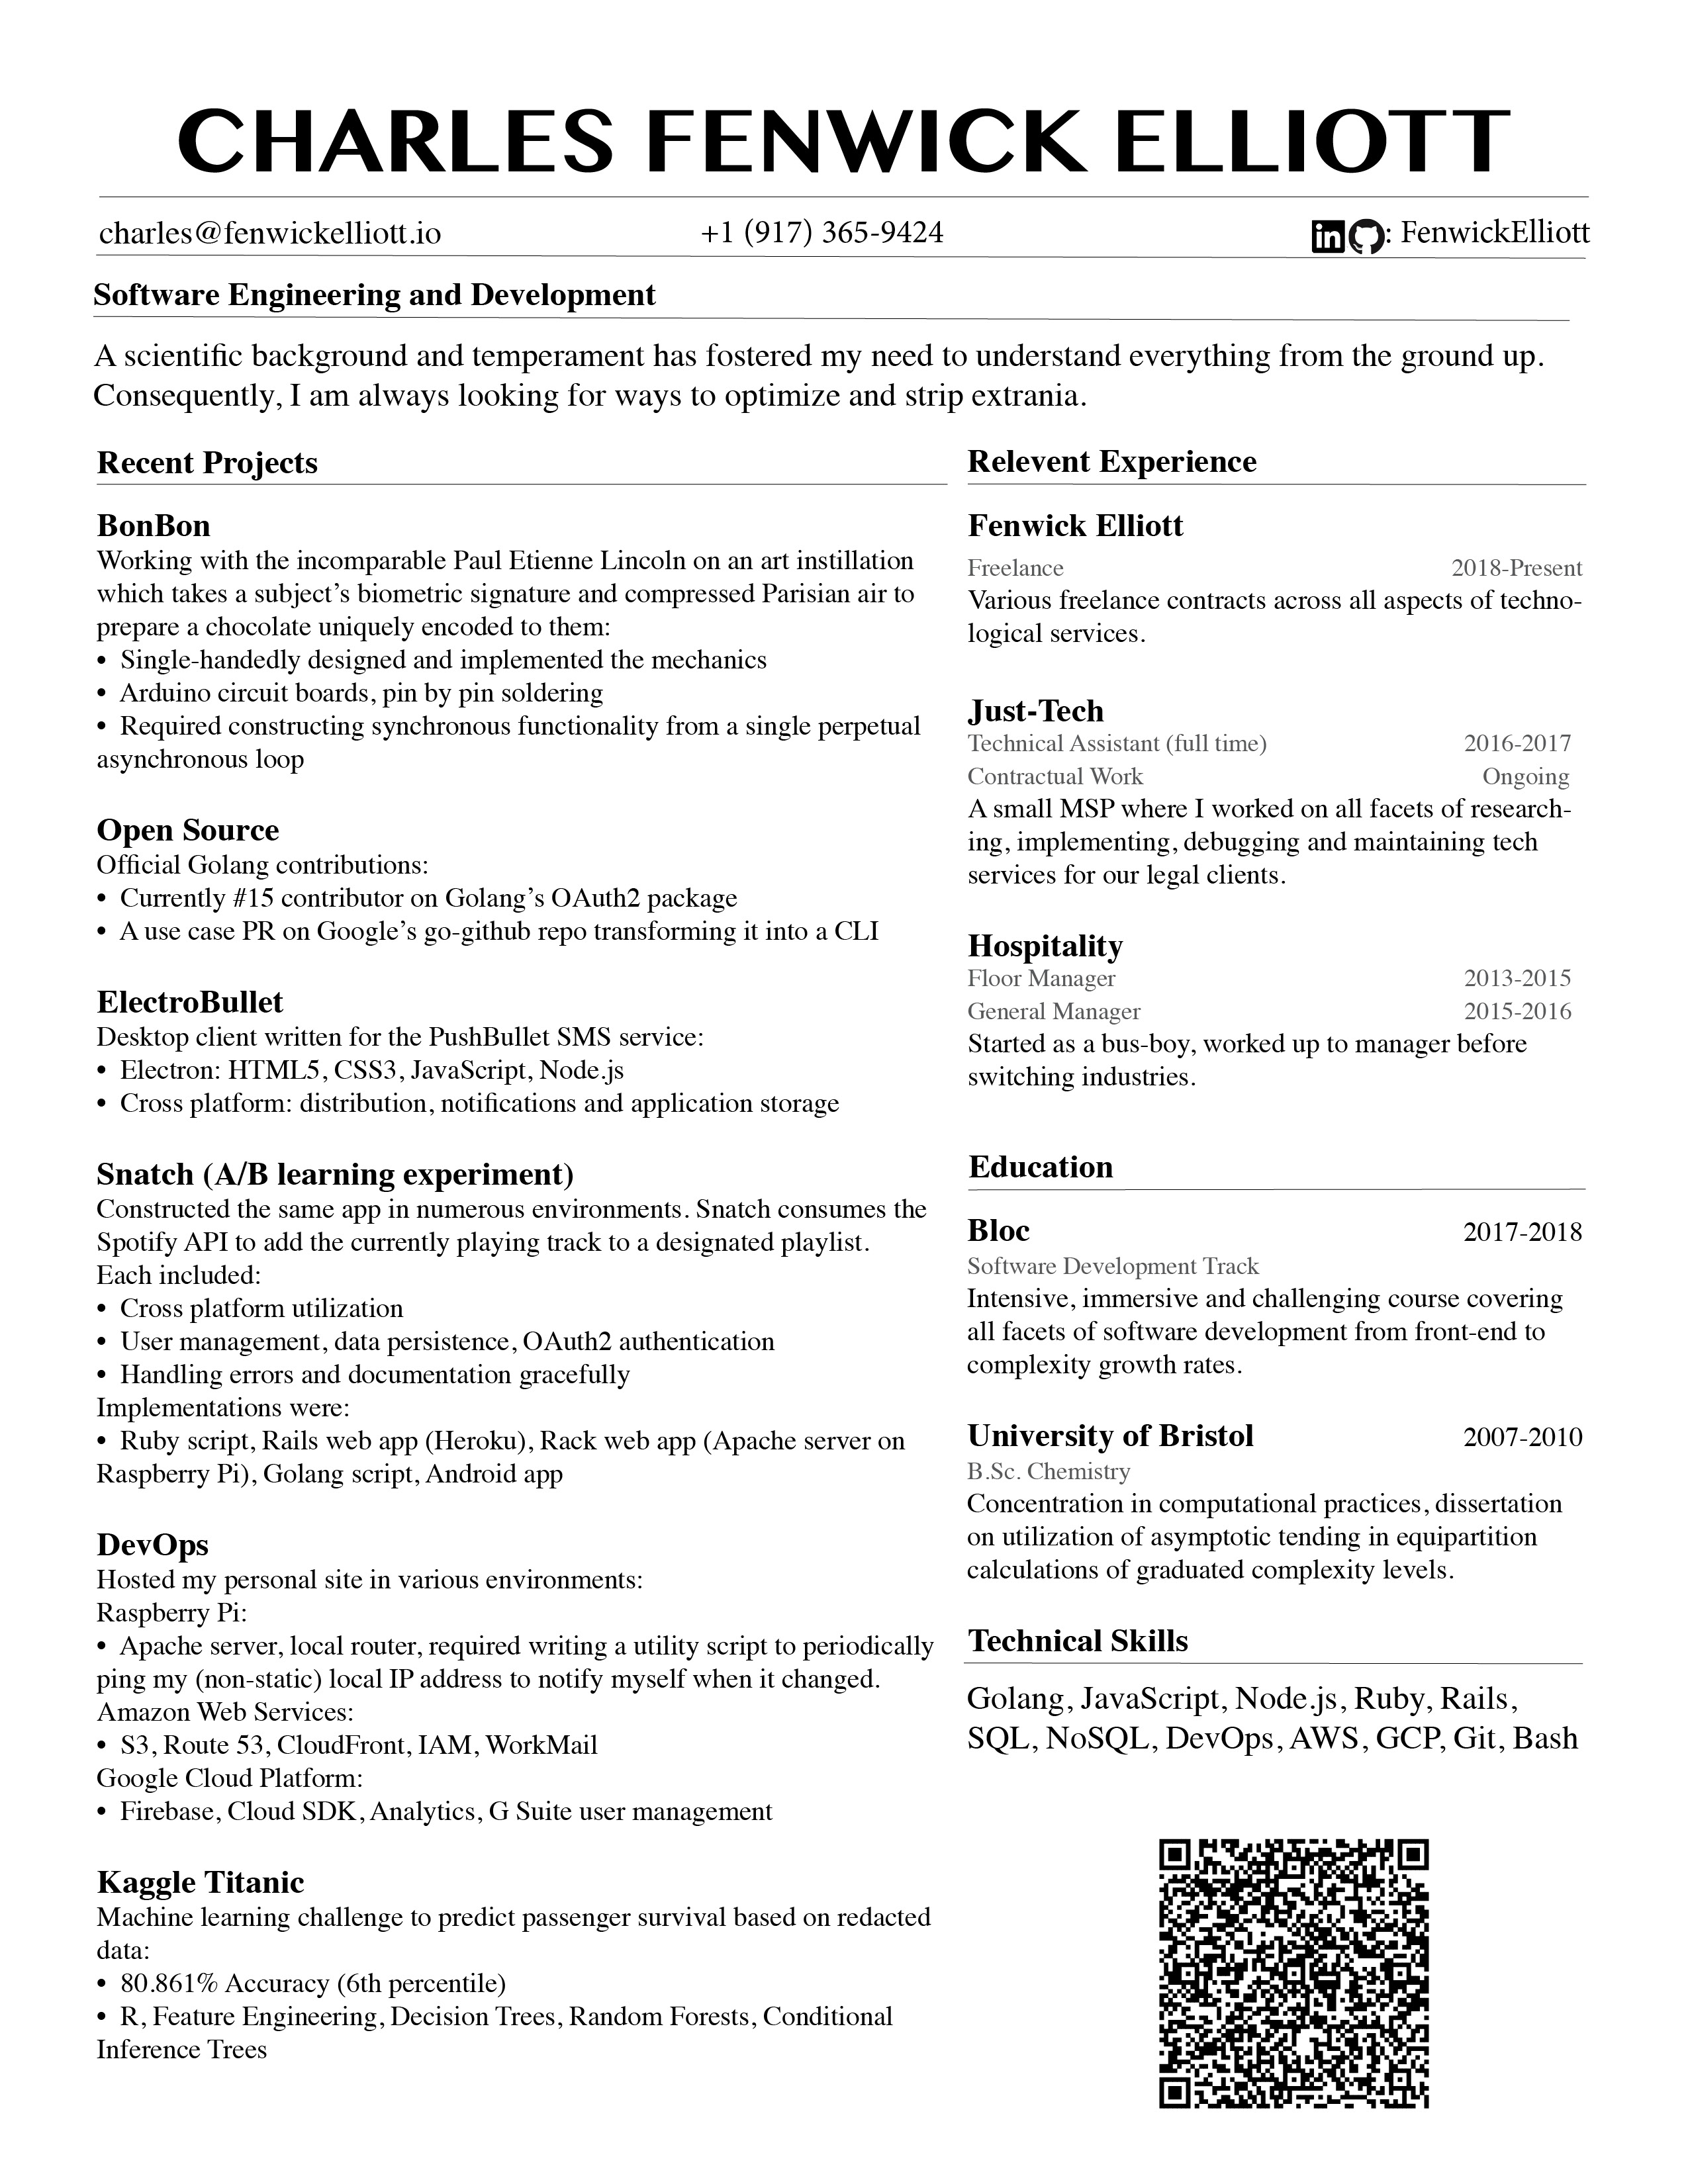 CHARLES FENWICK ELLIOTT
charles@fenwickelliott.io
+1 (917) 365-9424
in : FenwickElliott
Software Engineering and Development
A scientific background and temperament has fostered my need to understand everything from the ground up.
Consequently, I am always looking for ways to optimize and strip extrania.
Recent Projects
BonBon
Working with the incomparable Paul Etienne Lincoln on an art instillation
which takes a subject’s biometric signature and compressed Parisian air to
prepare a chocolate uniquely encoded to them:
• Single-handedly designed and implemented the mechanics
• Arduino circuit boards, pin by pin soldering
• Required constructing synchronous functionality from a single perpetual
asynchronous loop
Open Source
Official Golang contributions:
• Currently #15 contributor on Golang’s OAuth2 package
• A use case PR on Google’s go-github repo transforming it into a CLI
ElectroBullet
Desktop client written for the PushBullet SMS service:
• Electron: HTML5, CSS3, JavaScript, Node.js
• Cross platform: distribution, notifications and application storage
Snatch (A/B learning experiment)
Constructed the same app in numerous environments. Snatch consumes the
Spotify API to add the currently playing track to a designated playlist.
Each included:
• Cross platform utilization
• User management, data persistence, OAuth2 authentication
• Handling errors and documentation gracefully
Implementations were:
• Ruby script, Rails web app (Heroku), Rack web app (Apache server on
Raspberry Pi), Golang script, Android app
DevOps
Hosted my personal site in various environments:
Raspberry Pi:
• Apache server, local router, required writing a utility script to periodically
ping my (non-static) local IP address to notify myself when it changed.
Amazon Web Services:
• S3, Route 53, CloudFront, IAM, WorkMail
Google Cloud Platform:
• Firebase, Cloud SDK, Analytics, G Suite user management
Kaggle Titanic
Machine learning challenge to predict passenger survival based on redacted
data:
• 80.861% Accuracy (6th percentile)
• R, Feature Engineering, Decision Trees, Random Forests, Conditional
Inference Trees
Relevent Experience
Fenwick Elliott
Freelance 2018-Present
Various freelance contracts across all aspects of techno-
logical services.
Just-Tech
Technical Assistant (full time) 2016-2017
Contractual Work Ongoing
A small MSP where I worked on all facets of research-
ing, implementing, debugging and maintaining tech
services for our legal clients.
Hospitality
Floor Manager 2013-2015
General Manager 2015-2016
Started as a bus-boy, worked up to manager before
switching industries.
Education
Bloc 2017-2018
Software Development Track
Intensive, immersive and challenging course covering
all facets of software development from front-end to
complexity growth rates.
University of Bristol 2007-2010
B.Sc. Chemistry
Concentration in computational practices, dissertation
on utilization of asymptotic tending in equipartition
calculations of graduated complexity levels.
Technical Skills
Golang, JavaScript, Node.js, Ruby, Rails,
SQL, NoSQL, DevOps, AWS, GCP, Git, Bash